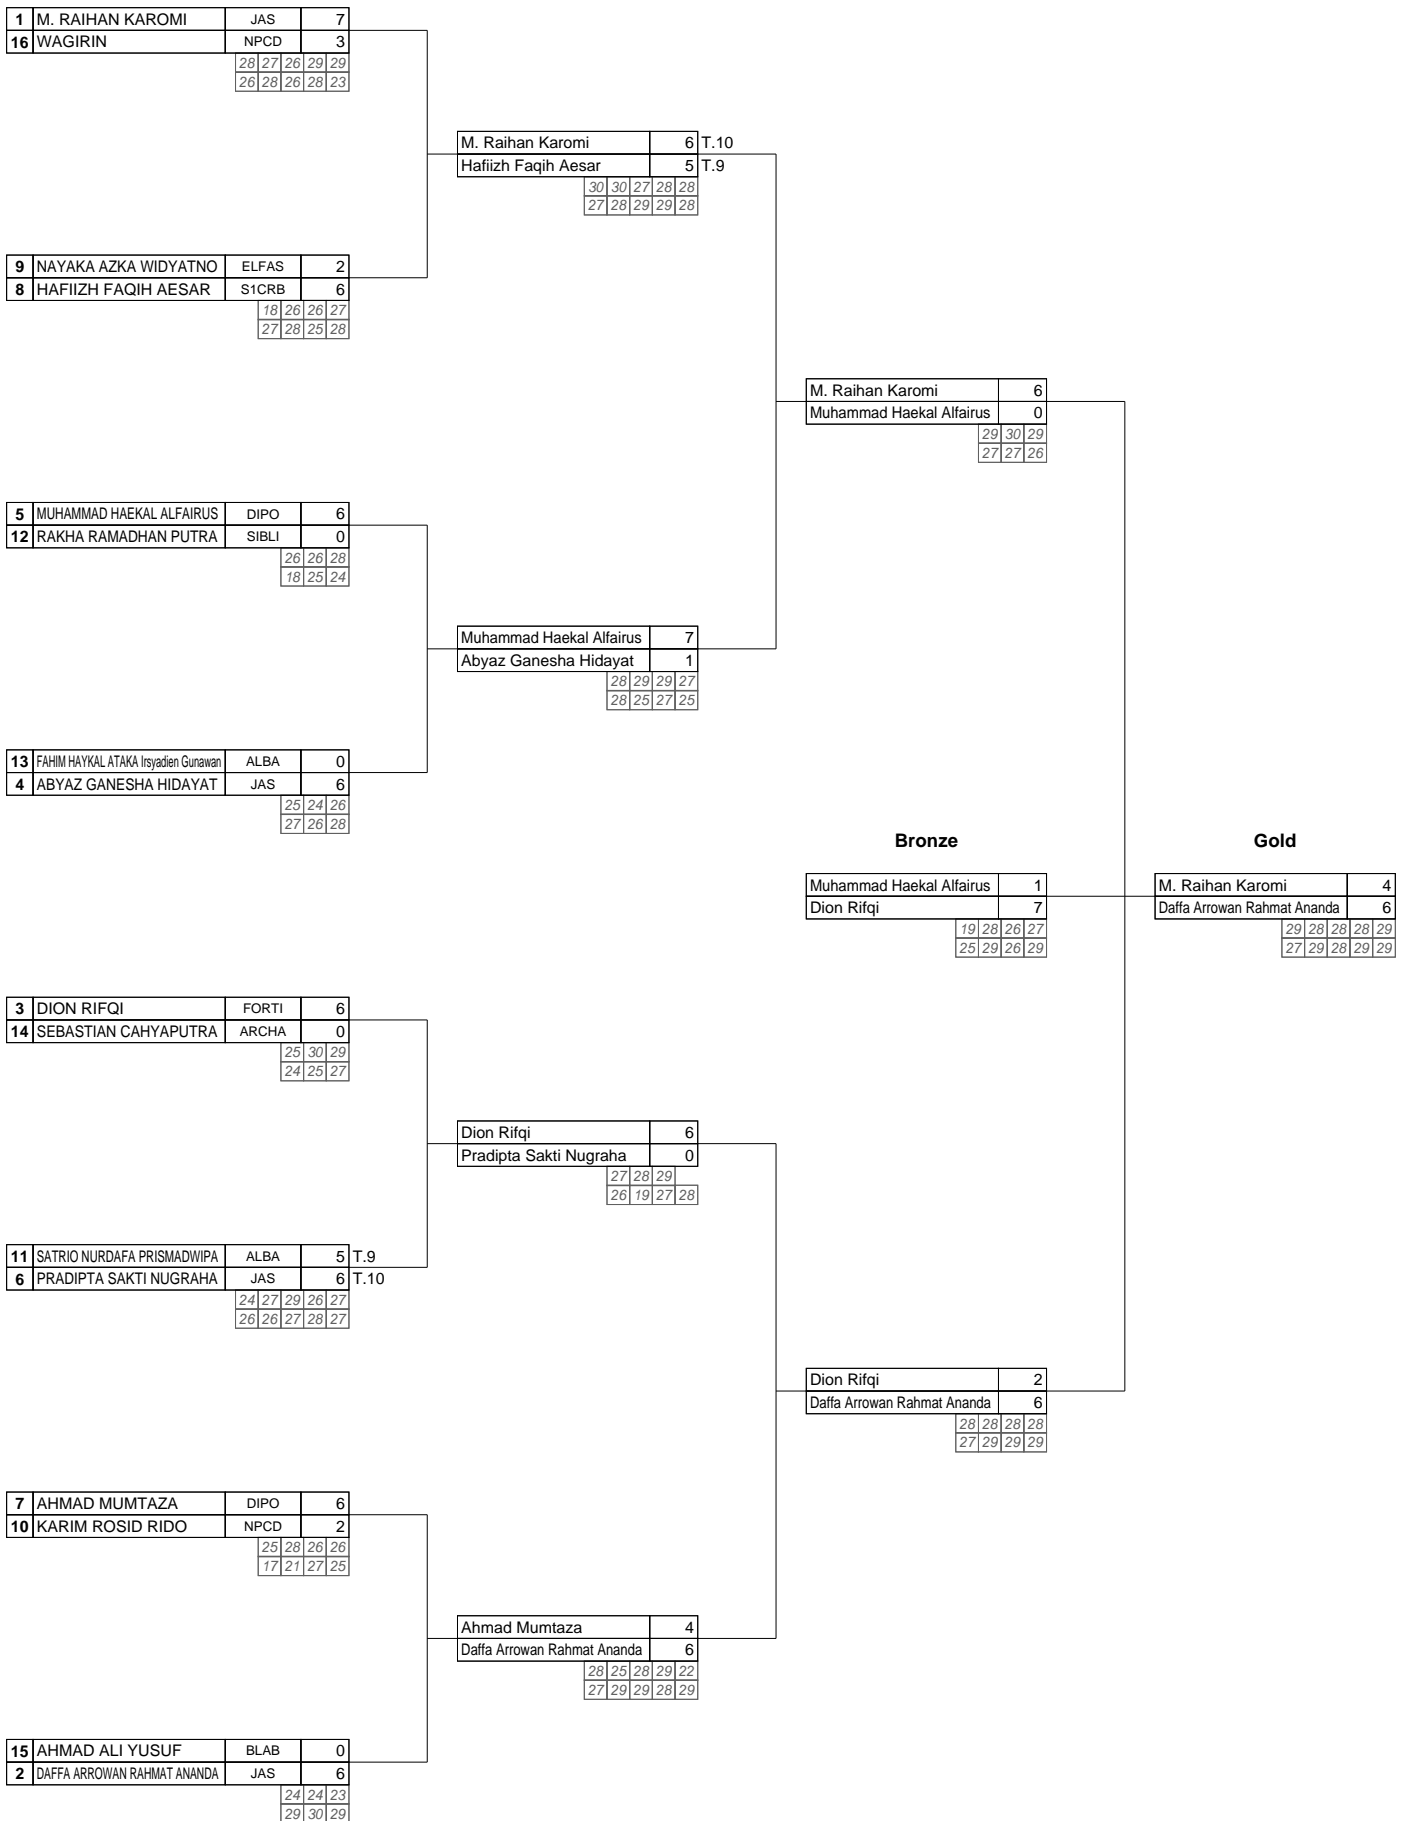 1 M. RAIHAN KAROMI JAS 7
16 WAGIRIN NPCD 3
28 27 26 29 29
26 28 26 28 23
M. Raihan Karomi 6 T.10
Hafiizh Faqih Aesar 5 T.9
30 30 27 28 28
27 28 29 29 28
9 NAYAKA AZKA WIDYATNO ELFAS 2
8 HAFIIZH FAQIH AESAR S1CRB 6
18 26 26 27
27 28 25 28
M. Raihan Karomi 6
Muhammad Haekal Alfairus 0
29 30 29
27 27 26
5 MUHAMMAD HAEKAL ALFAIRUS DIPO 6
12 RAKHA RAMADHAN PUTRA SIBLI 0
26 26 28
18 25 24
Muhammad Haekal Alfairus 7
Abyaz Ganesha Hidayat 1
28 29 29 27
28 25 27 25
13 FAHIM HAYKAL ATAKA Irsyadien Gunawan ALBA 0
4 ABYAZ GANESHA HIDAYAT JAS 6
25 24 26
27 26 28
Bronze Gold
Muhammad Haekal Alfairus 1 M. Raihan Karomi 4
Dion Rifqi 7 Daffa Arrowan Rahmat Ananda 6
19 28 26 27 29 28 28 28 29
25 29 26 29 27 29 28 29 29
3 DION RIFQI FORTI 6
14 SEBASTIAN CAHYAPUTRA ARCHA 0
25 30 29
24 25 27
Dion Rifqi 6
Pradipta Sakti Nugraha 0
27 28 29
26 19 27 28
11 SATRIO NURDAFA PRISMADWIPA ALBA 5 T.9
6 PRADIPTA SAKTI NUGRAHA JAS 6 T.10
24 27 29 26 27
26 26 27 28 27
Dion Rifqi 2
Daffa Arrowan Rahmat Ananda 6
28 28 28 28
27 29 29 29
7 AHMAD MUMTAZA DIPO 6
10 KARIM ROSID RIDO NPCD 2
25 28 26 26
17 21 27 25
Ahmad Mumtaza 4
Daffa Arrowan Rahmat Ananda 6
28 25 28 29 22
27 29 29 28 29
15 AHMAD ALI YUSUF BLAB 0
2 DAFFA ARROWAN RAHMAT ANANDA JAS 6
24 24 23
29 30 29